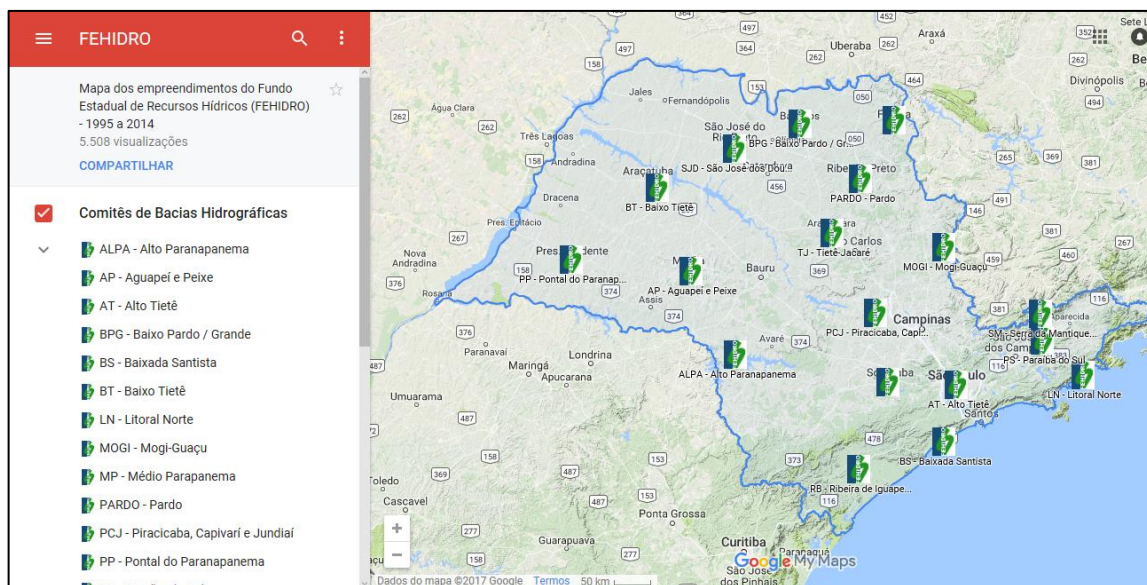 FEHIDRO
Mapa dos empreendimentos do Fundo
Estadual de Recursos Hídricos (FEHIDRO)
- 1995 a 2014
5.508 visualizações
COMPARTILHAR
Comitês de Bacias Hidrográficas
ALPA - Alto Paranapanema
AP - Aguapeí e Peixe
AT - Alto Tietê
BPG - Baixo Pardo / Grande
BS - Baixada Santista
BT - Baixo Tietê
LN - Litoral Norte
MOGI - Mogi-Guaçu
MP - Médio Parapanema
PARDO - Pardo
PCJ - Piracicaba, Capivarí e Jundiaí
PP - Pontal do Paranapanema
Araxá
Uberaba
Divinópolis
Jales
Fernandópolis
Água Clara
Três Lagoas
Andradina
São José do
BPG - Baixo Pardo / Gr...
SJD - São José dos Dou...
Araçatuba
BT - Baixo Tietê
PARDO - Pardo
Dracena
Pres. Epitácio
Nova
Andradina
PP - Pontal do Paranap...
AP - Aguapeí e Peixe
Bauru
TJ - Tietê-Jacaré
MOGI - Mogi-Guaçu
Rosana
Assis
Paranavaí
Londrina
Maringá
Apucarana
Umuarama
Avaré
ALPA - Alto Paranapanema
PCJ - Piracicaba, Capi...
Campinas
Aparecida
SM - Serra da Mantique...
PS - Paraíba do Sul...
LN - Litoral Norte
AT - Alto Tietê
Santos
BS - Baixada Santista
RB - Ribeira de Iguape...
Cascavel
Ponta Grossa
Guarapuava
Curitiba
Paranaguá
São José
dos Pinhais
Google My Maps
Dados do mapa ©2017 Google Termos 50 km